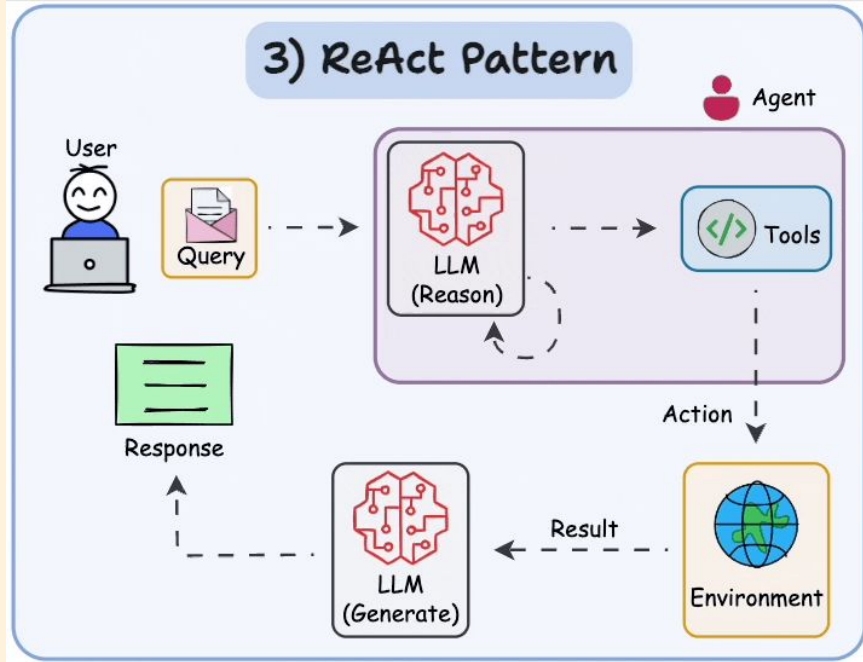 3) ReAct Pattern
Agent
User
Query
LLM
(Reason)
Tools
Action
Response
Result
LLM
(Generate)
Environment